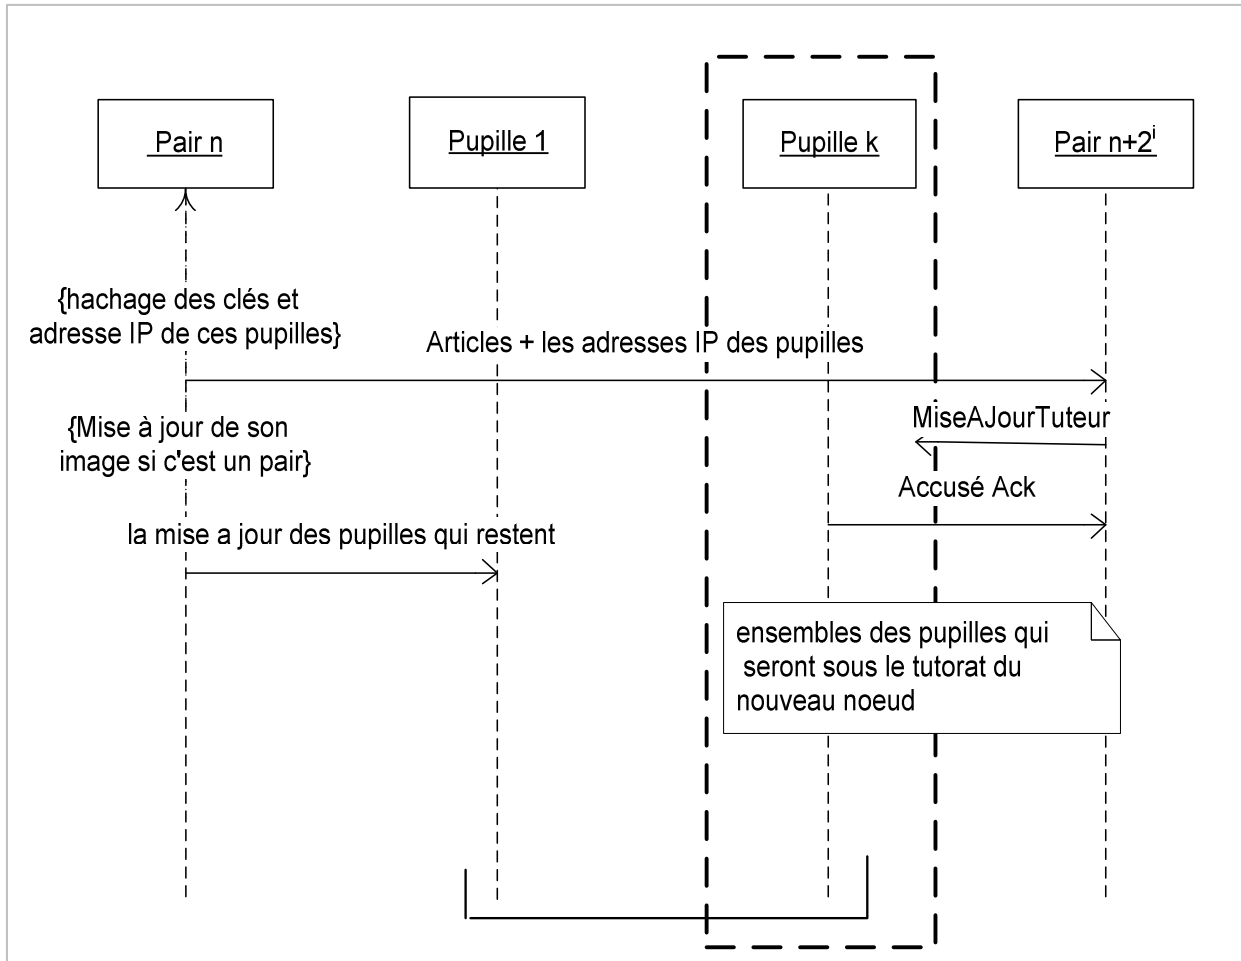 Pair n
Pupille 1
Pupille k
Pair n+2^i
{hachage des clés et
adresse IP de ces pupilles}
Articles + les adresses IP des pupilles
{Mise à jour de son
image si c'est un pair}
MiseAJourTuteur
Accusé Ack
la mise a jour des pupilles qui restent
ensembles des pupilles qui
seront sous le tutorat du
nouveau noeud